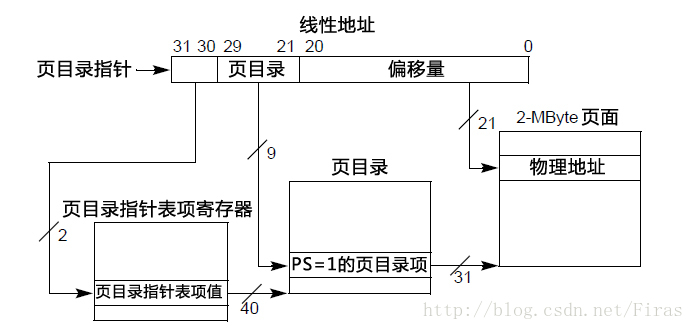 线性地址
31 30 29 21 20 0
页目录指针 页目录 偏移量
21
2-MByte 页面
9
物理地址
页目录
2
页目录指针表项寄存器
PS=1的页目录项
31
页目录指针表项值
40
http://blog.csdn.net/Firas